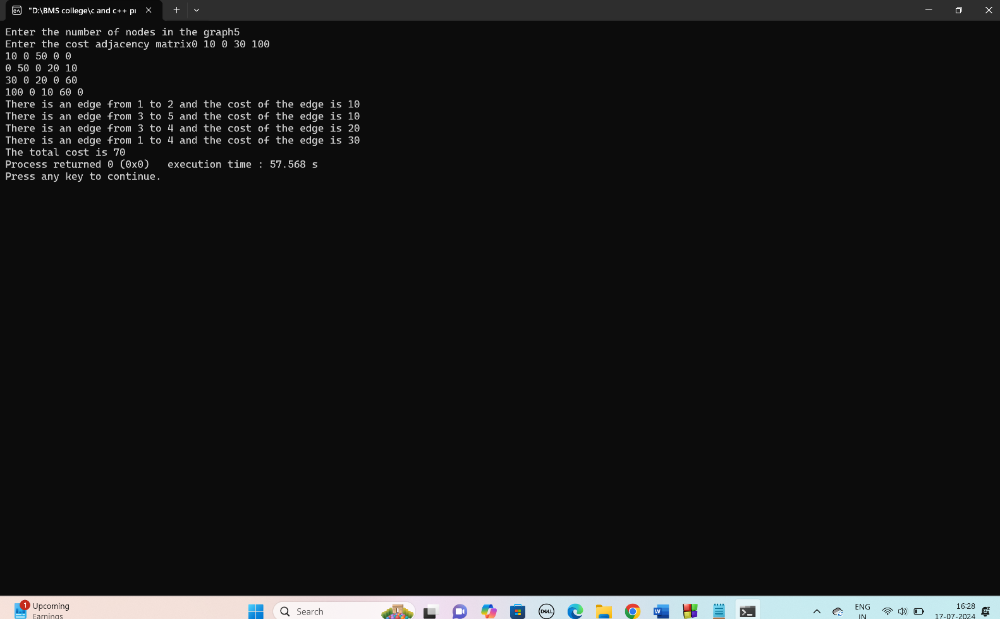 "D:\BMS college\c and c++ pr
Enter the number of nodes in the graph5
Enter the cost adjacency matrix0 10 0 30 100
10 0 50 0 0
0 50 0 20 10
30 0 20 0 60
100 0 10 60 0
There is an edge from 1 to 2 and the cost of the edge is 10
There is an edge from 3 to 5 and the cost of the edge is 10
There is an edge from 3 to 4 and the cost of the edge is 20
There is an edge from 1 to 4 and the cost of the edge is 30
The total cost is 70
Process returned 0 (0x0)   execution time : 57.568 s
Press any key to continue.
1
Upcoming
Earnings
Search
DELL
W
ENG
IN
16:28
17-07-2024